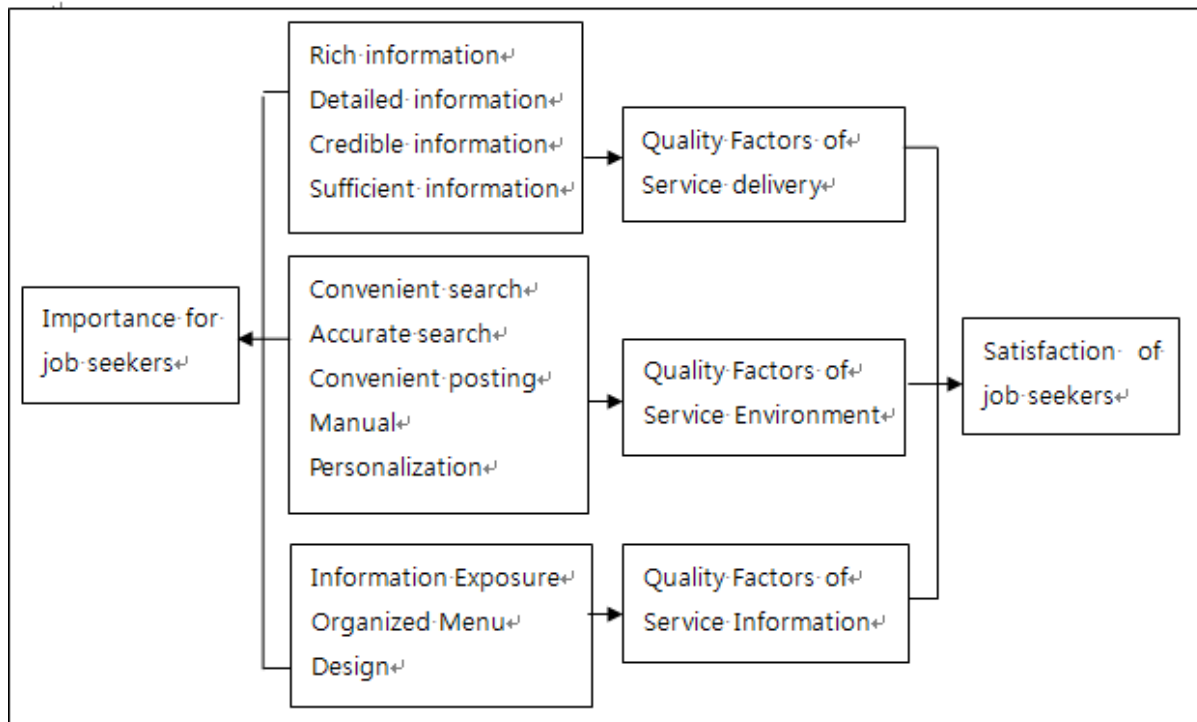 Rich information
Detailed information
Credible information
Sufficient information
Quality Factors of
Service delivery
Importance for
job seekers
Convenient search
Accurate search
Convenient posting
Manual
Personalization
Quality Factors of
Service Environment
Satisfaction of
job seekers
Information Exposure
Organized Menu
Design
Quality Factors of
Service Information